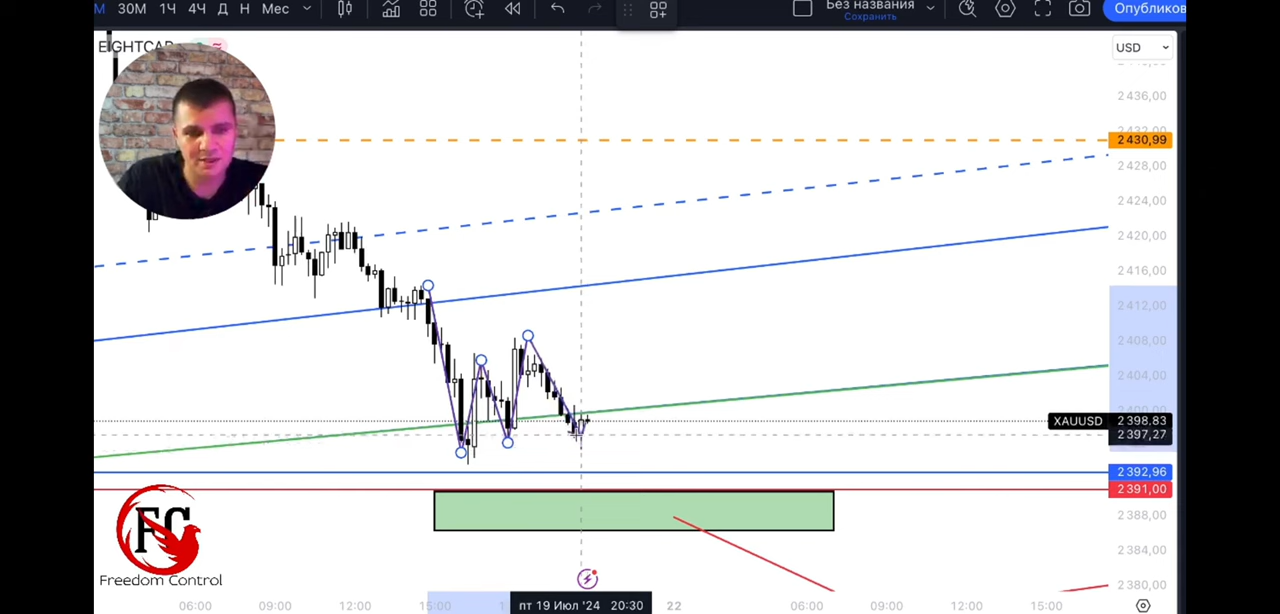 М 30М 1Ч 4Ч Д Н Мес
Без названия
Сохранить
Опубликов
USD
2 436,00
2 430,99
2 428,00
2 424,00
2 420,00
2 416,00
2 412,00
2 408,00
2 404,00
XAUUSD 2 398,83
2 397,27
2 392,96
2 391,00
2 388,00
2 384,00
2 380,00
FC
Freedom Control
06:00 09:00 12:00 15:00 пт 19 Июл '24 20:30 22 06:00 09:00 12:00 15:00